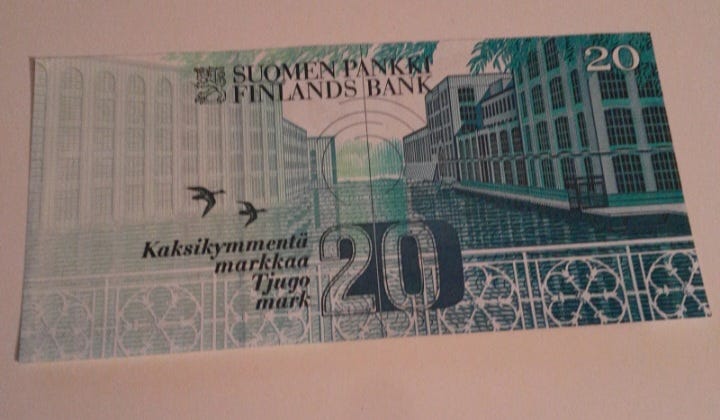 SUOMEN PANKKI
FINLANDS BANK
20
Kaksikymmentä
markkaa
Tjugo
mark
20